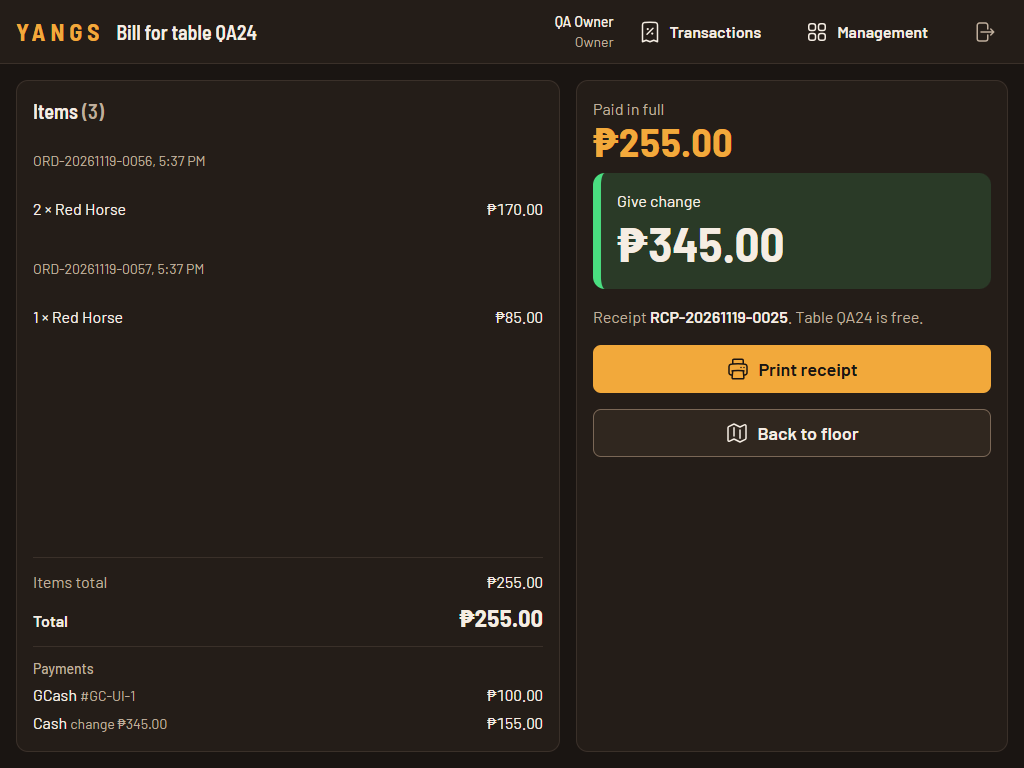 YANGS Bill for table QA24
QA Owner
Owner
Transactions
Management
Items (3)
ORD-20261119-0056, 5:37 PM
2 × Red Horse ₱170.00
ORD-20261119-0057, 5:37 PM
1 × Red Horse ₱85.00
Items total ₱255.00
Total ₱255.00
Payments
GCash #GC-UI-1 ₱100.00
Cash change ₱345.00 ₱155.00
Paid in full
₱255.00
Give change
₱345.00
Receipt RCP-20261119-0025. Table QA24 is free.
Print receipt
Back to floor